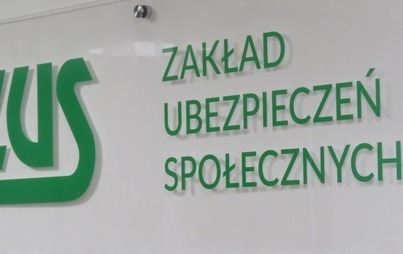 ZUS
ZAKŁAD
UBEZPIECZEŃ
SPOŁECZNYCH